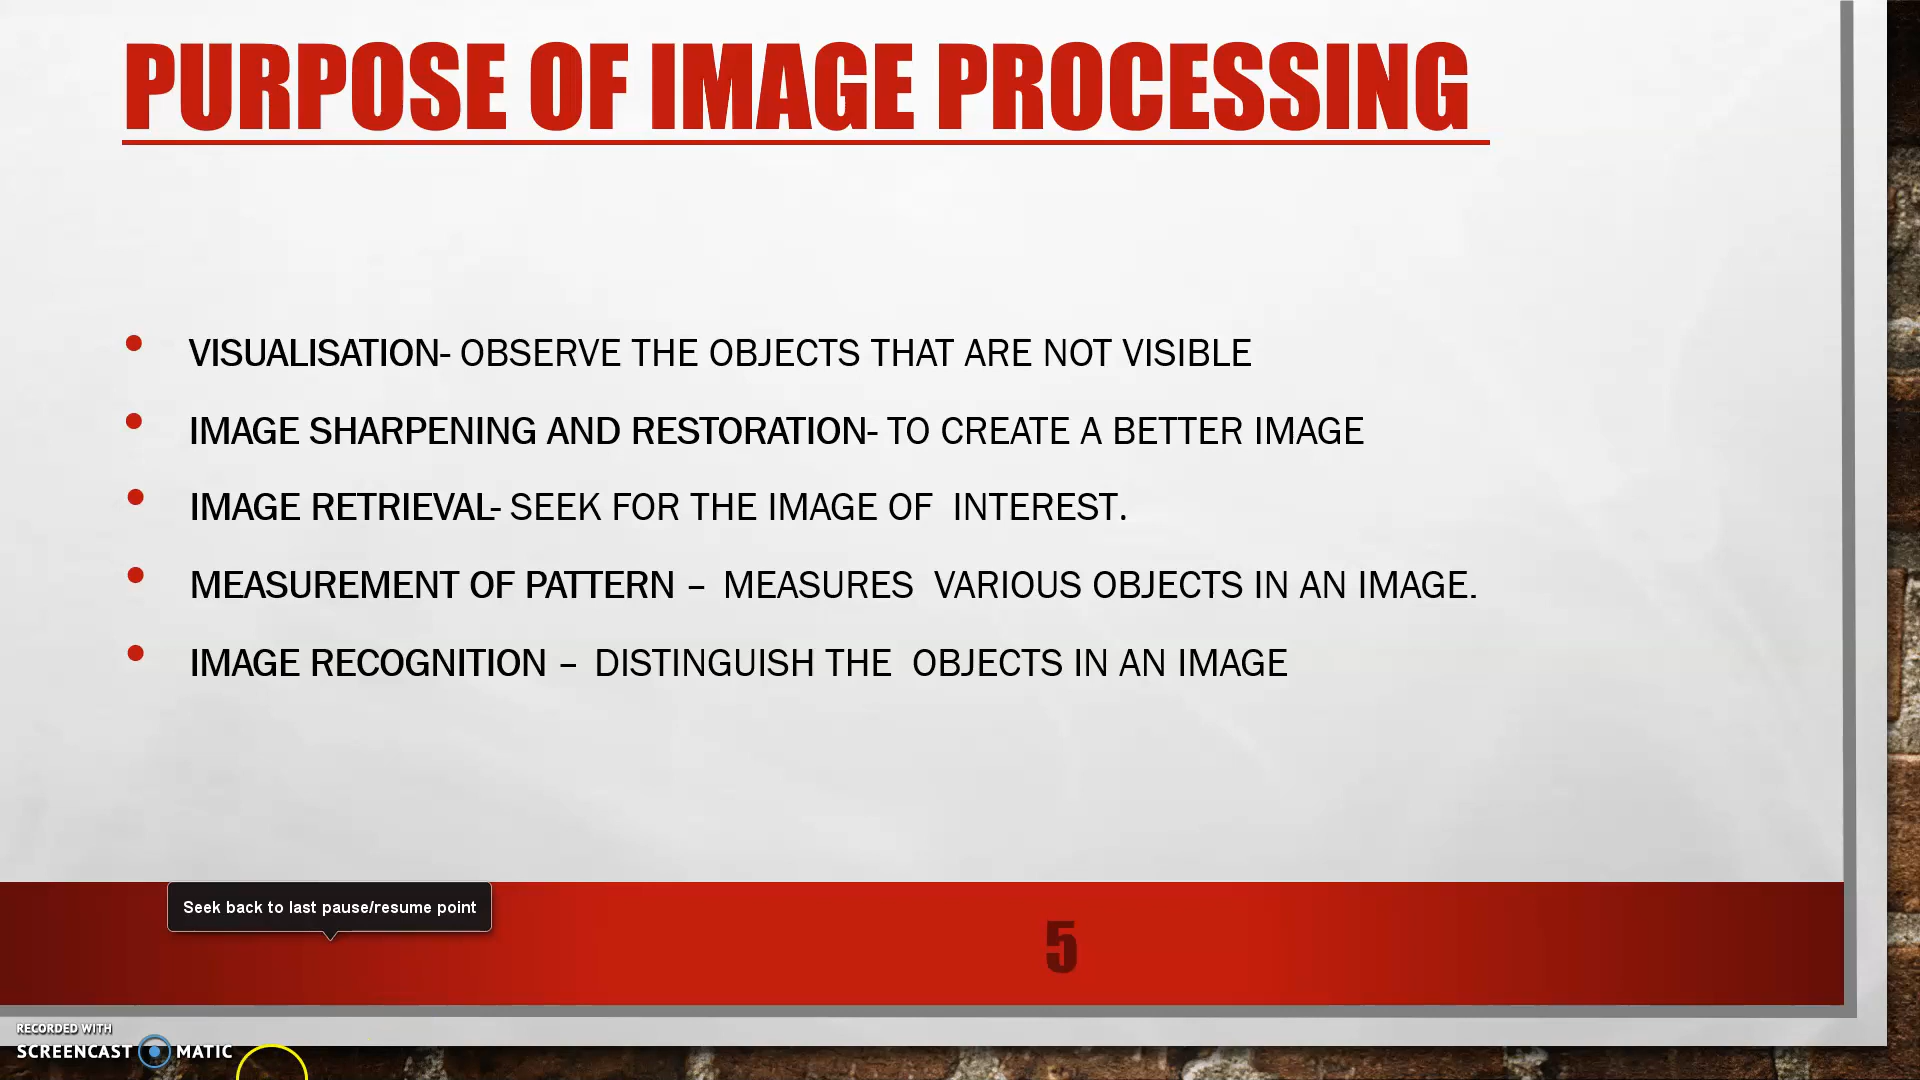 PURPOSE OF IMAGE PROCESSING
• VISUALISATION- OBSERVE THE OBJECTS THAT ARE NOT VISIBLE
• IMAGE SHARPENING AND RESTORATION- TO CREATE A BETTER IMAGE
• IMAGE RETRIEVAL- SEEK FOR THE IMAGE OF  INTEREST.
• MEASUREMENT OF PATTERN –  MEASURES  VARIOUS OBJECTS IN AN IMAGE.
• IMAGE RECOGNITION –  DISTINGUISH THE  OBJECTS IN AN IMAGE
Seek back to last pause/resume point
5
RECORDED WITH
SCREENCAST MATIC